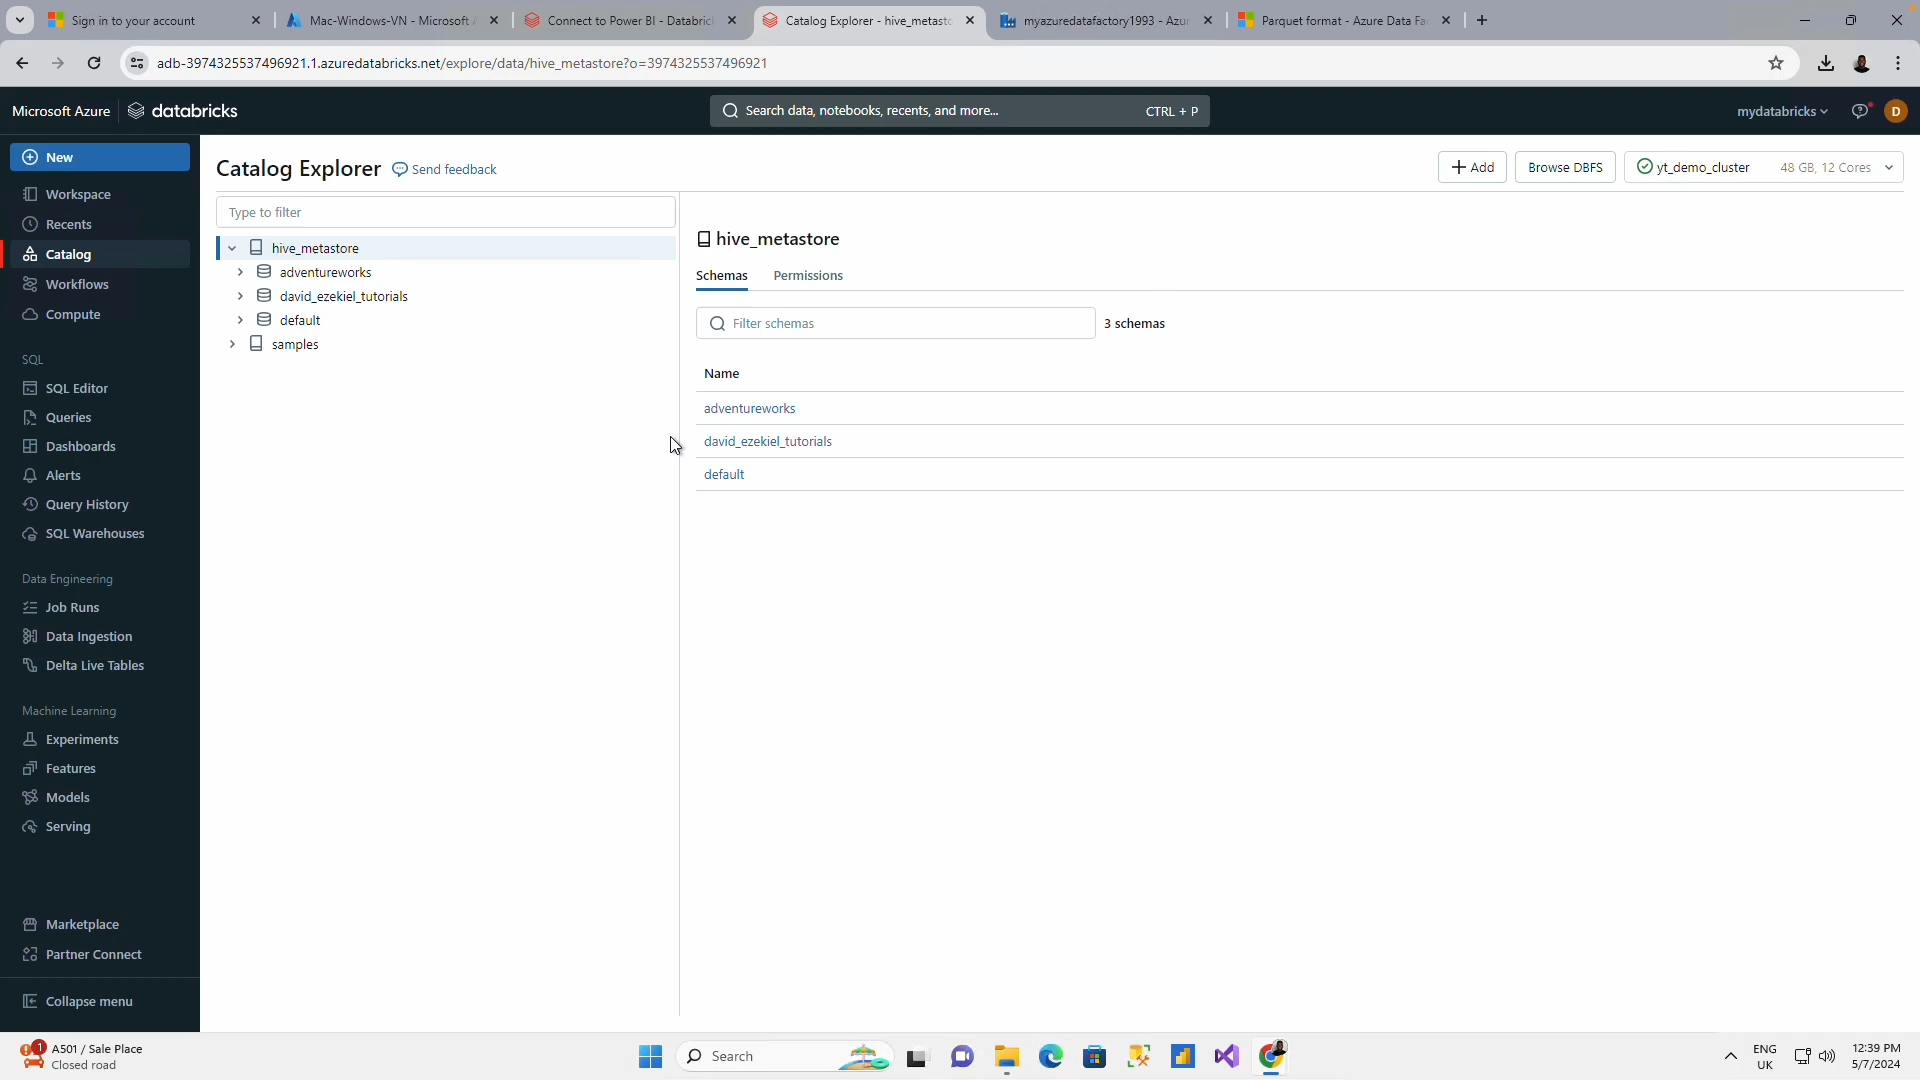 Sign in to your account
Mac-Windows-VN - Microsoft A
Connect to Power BI - Databric
Catalog Explorer - hive_metasto
myazuredatafactory1993 - Azur
Parquet format - Azure Data Fa
adb-3974325537496921.1.azuredatabricks.net/explore/data/hive_metastore?o=3974325537496921
Microsoft Azure
databricks
Search data, notebooks, recents, and more...
CTRL + P
mydatabricks
D
New
Workspace
Recents
Catalog
Workflows
Compute
SQL
SQL Editor
Queries
Dashboards
Alerts
Query History
SQL Warehouses
Data Engineering
Job Runs
Data Ingestion
Delta Live Tables
Machine Learning
Experiments
Features
Models
Serving
Marketplace
Partner Connect
Collapse menu
Catalog Explorer
Send feedback
Add
Browse DBFS
yt_demo_cluster
48 GB, 12 Cores
Type to filter
hive_metastore
adventureworks
david_ezekiel_tutorials
default
samples
hive_metastore
Schemas
Permissions
Filter schemas
3 schemas
Name
adventureworks
david_ezekiel_tutorials
default
1
A501 / Sale Place
Closed road
Search
ENG
UK
12:39 PM
5/7/2024